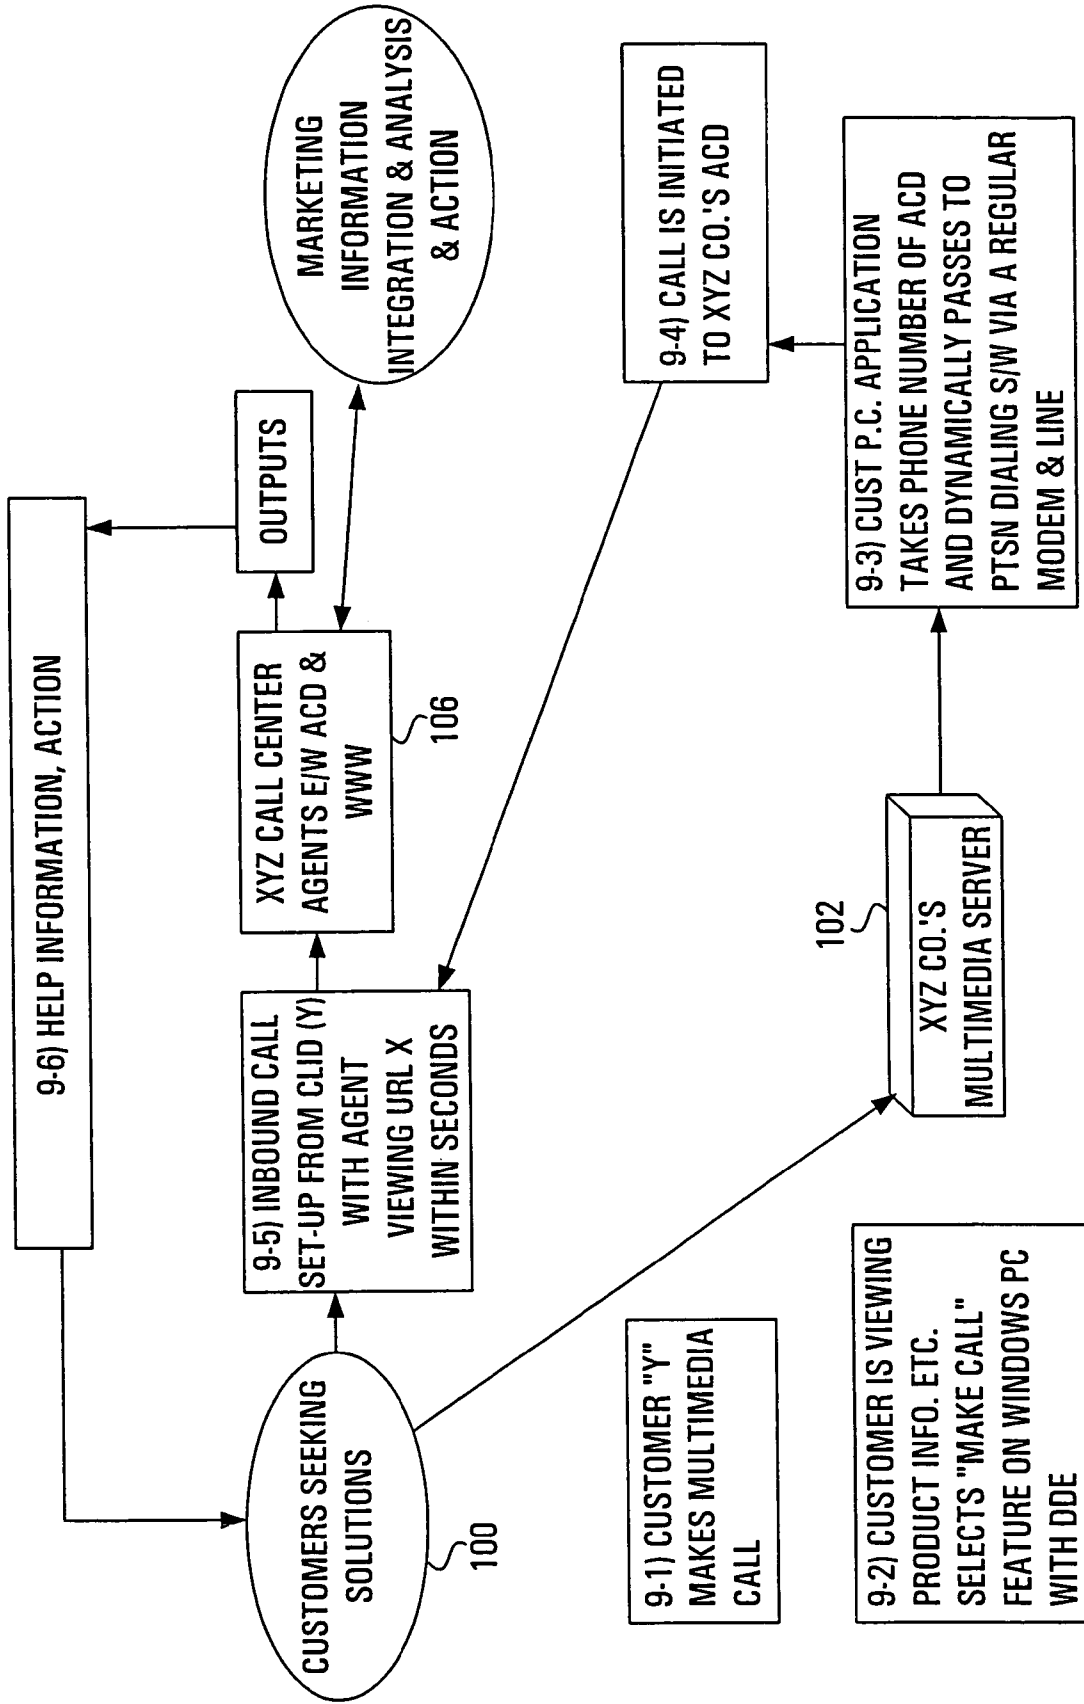 9-6) HELP INFORMATION, ACTION
CUSTOMERS SEEKING
SOLUTIONS
100
9-5) INBOUND CALL
SET-UP FROM CLID (Y)
WITH AGENT
VIEWING URL X
WITHIN SECONDS
XYZ CALL CENTER
AGENTS E/W ACD &
WWW
106
OUTPUTS
MARKETING
INFORMATION
INTEGRATION & ANALYSIS
& ACTION
9-1) CUSTOMER "Y"
MAKES MULTIMEDIA
CALL
9-4) CALL IS INITIATED
TO XYZ CO.'S ACD
9-2) CUSTOMER IS VIEWING
PRODUCT INFO. ETC.
SELECTS "MAKE CALL"
FEATURE ON WINDOWS PC
WITH DDE
102
XYZ CO.'S
MULTIMEDIA SERVER
9-3) CUST P.C. APPLICATION
TAKES PHONE NUMBER OF ACD
AND DYNAMICALLY PASSES TO
PTSN DIALING S/W VIA A REGULAR
MODEM & LINE